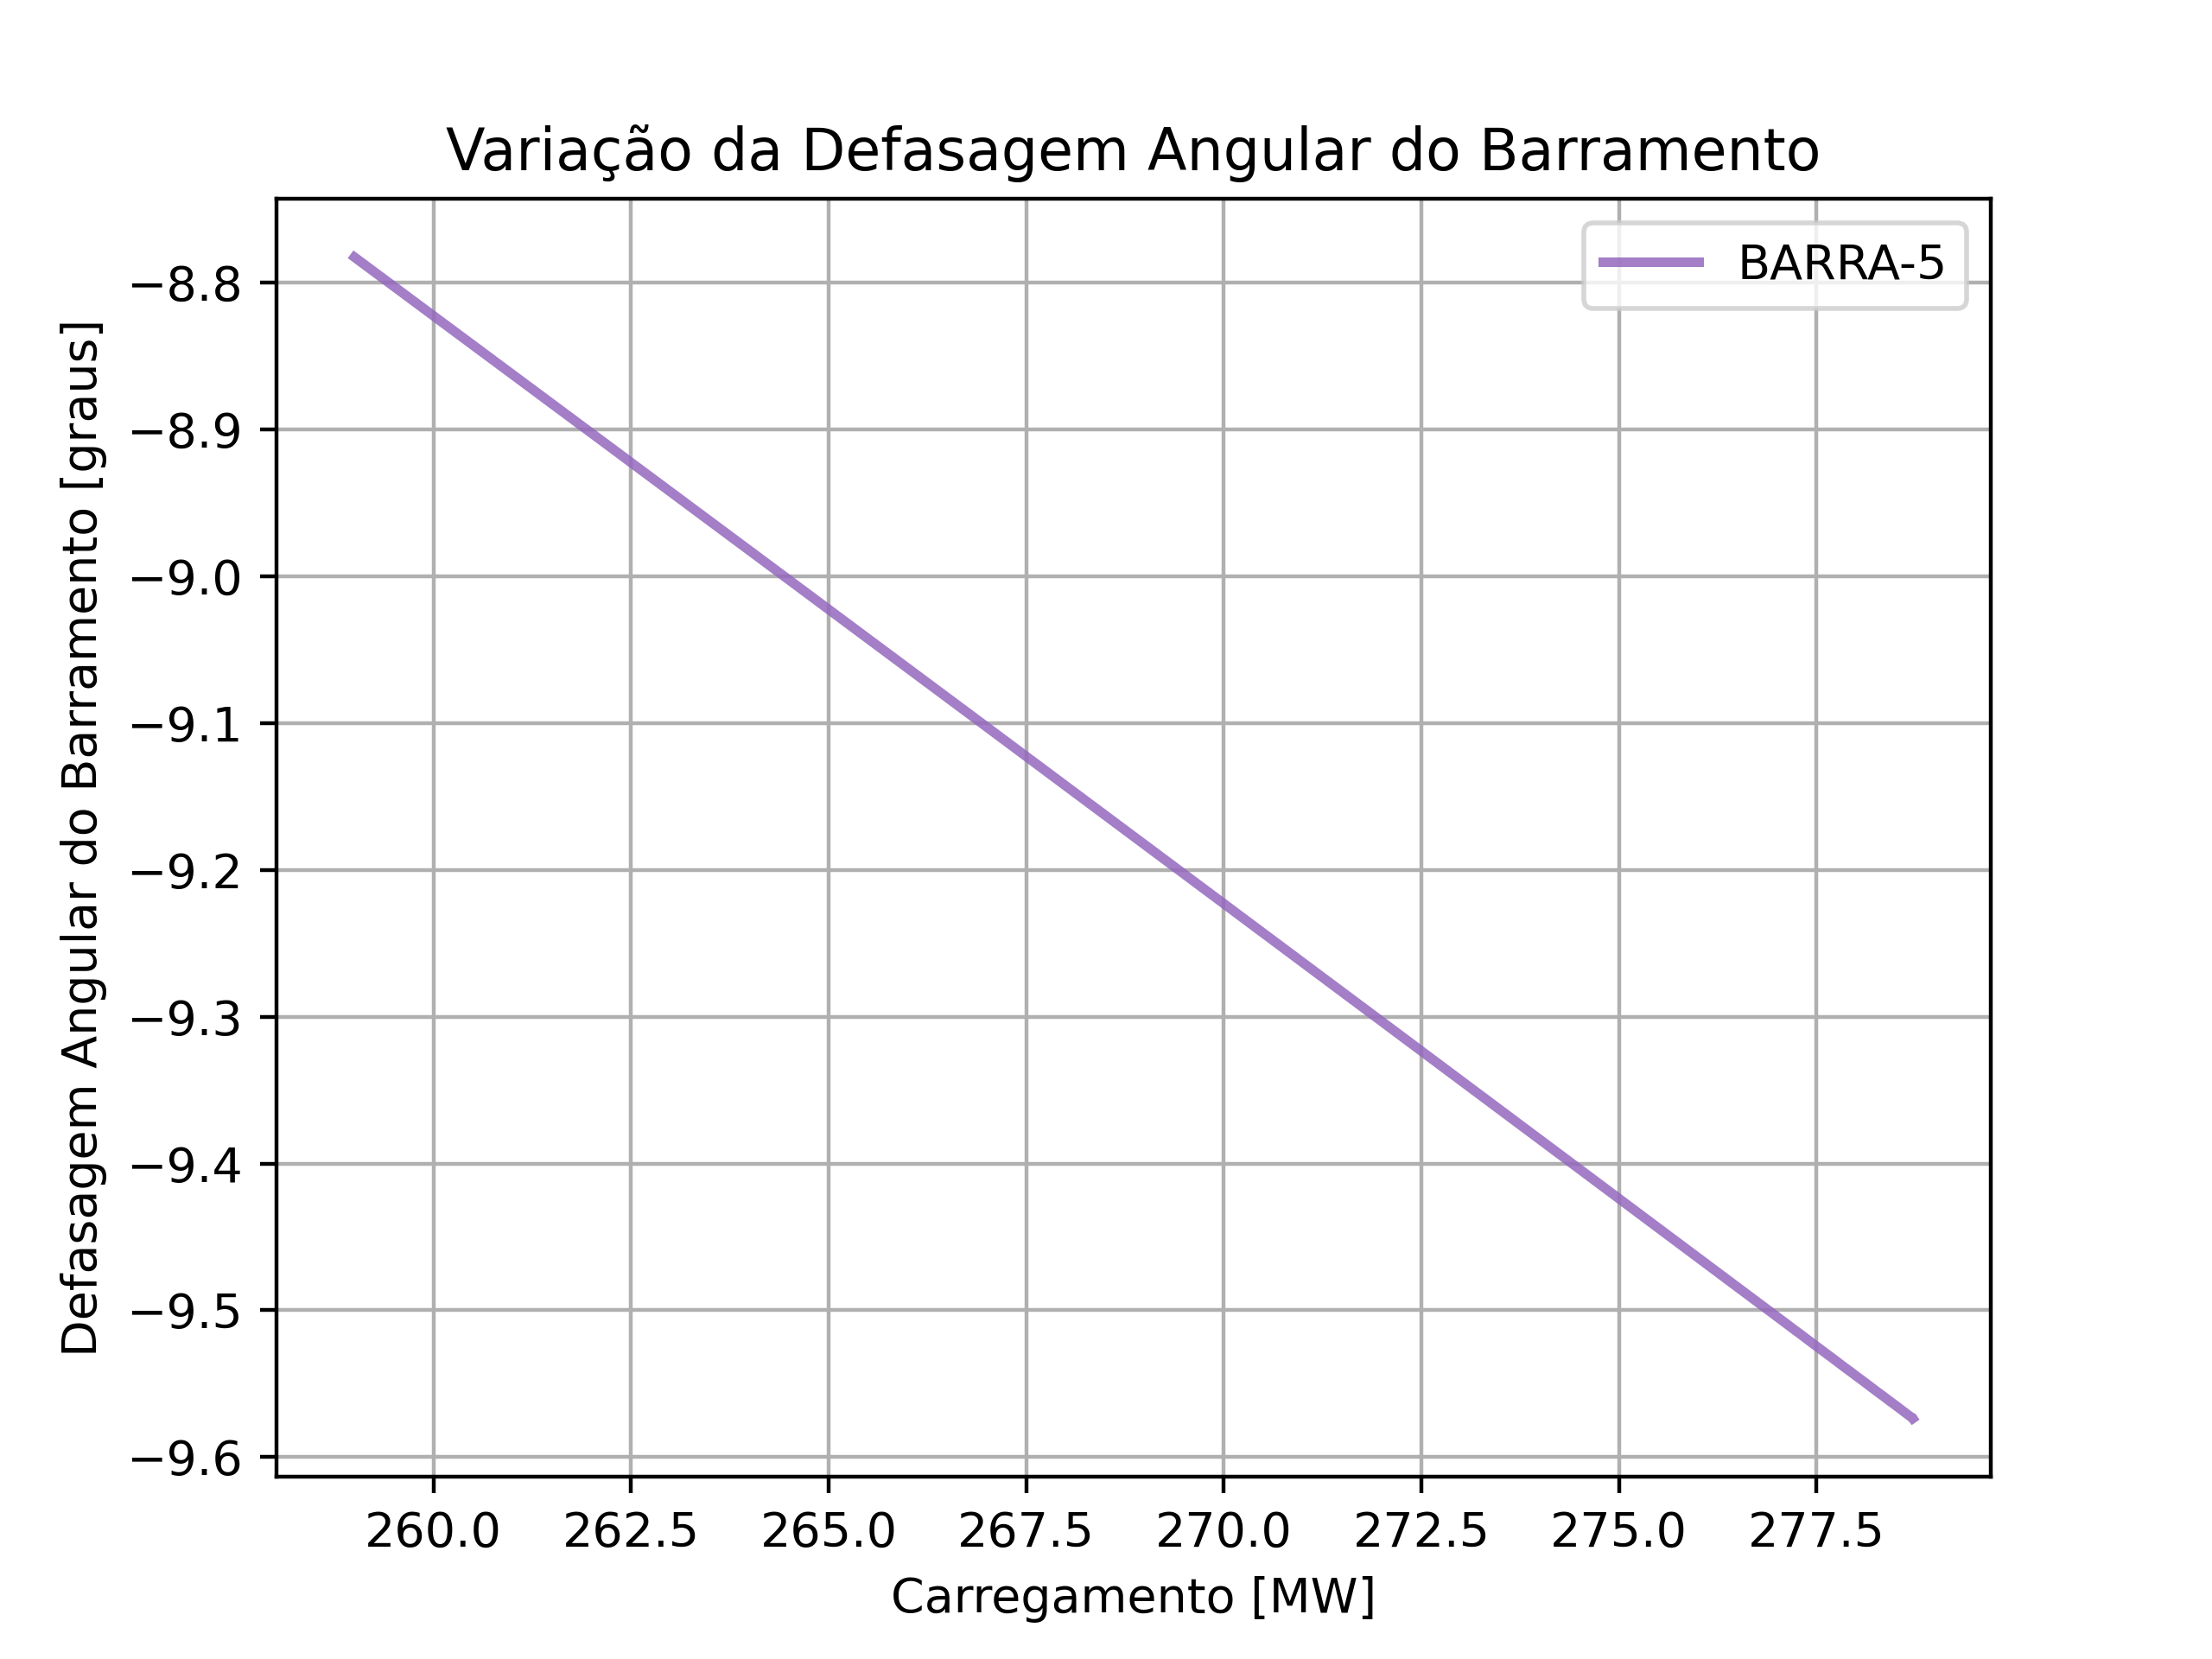 Variação da Defasagem Angular do Barramento
BARRA-5
Defasagem Angular do Barramento [graus]
−8.8
−8.9
−9.0
−9.1
−9.2
−9.3
−9.4
−9.5
−9.6
260.0 262.5 265.0 267.5 270.0 272.5 275.0 277.5
Carregamento [MW]